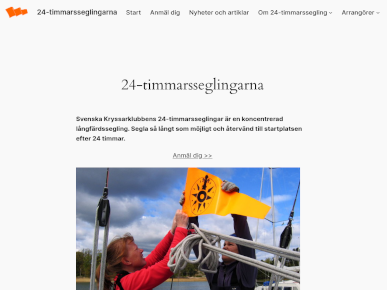 24-timmarsseglingarna Start Anmäl dig Nyheter och artiklar Om 24-timmarssegling Arrangörer
24-timmarsseglingarna
Svenska Kryssarklubbens 24-timmarsseglingar är en koncentrerad
långfärdssegling. Segla så långt som möjligt och återvänd till startplatsen
efter 24 timmar.
Anmäl dig >>